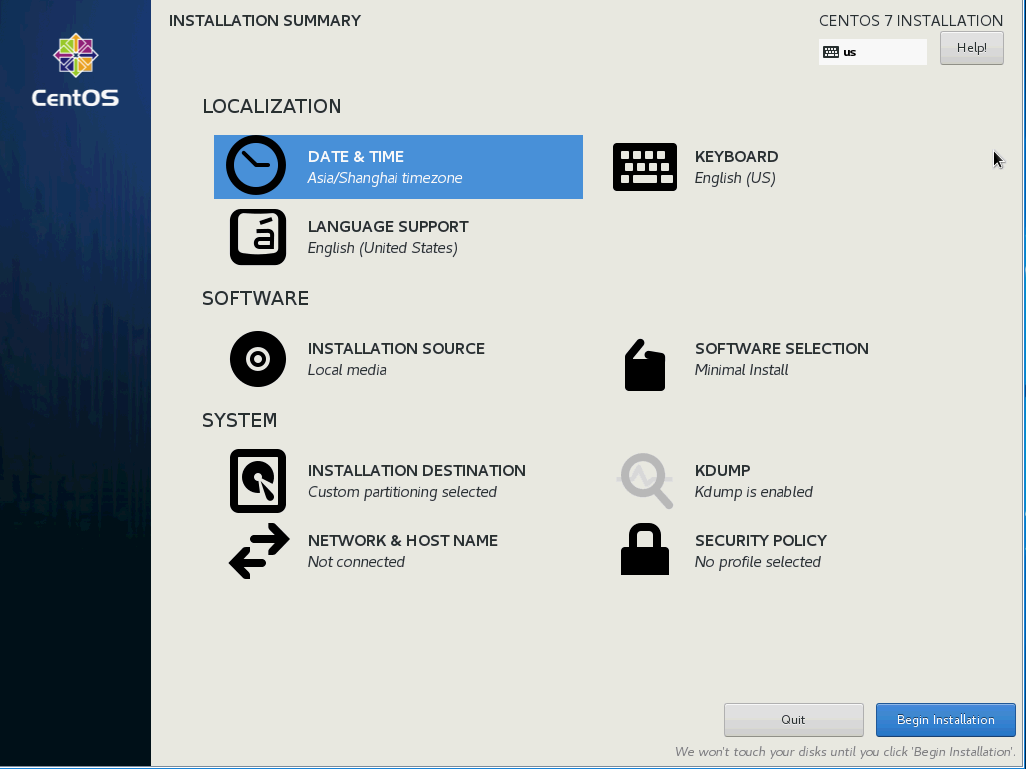 CentOS
INSTALLATION SUMMARY
CENTOS 7 INSTALLATION
us
Help!
LOCALIZATION
DATE & TIME
Asia/Shanghai timezone
KEYBOARD
English (US)
LANGUAGE SUPPORT
English (United States)
SOFTWARE
INSTALLATION SOURCE
Local media
SOFTWARE SELECTION
Minimal Install
SYSTEM
INSTALLATION DESTINATION
Custom partitioning selected
KDUMP
Kdump is enabled
NETWORK & HOST NAME
Not connected
SECURITY POLICY
No profile selected
Quit
Begin Installation
We won't touch your disks until you click 'Begin Installation'.